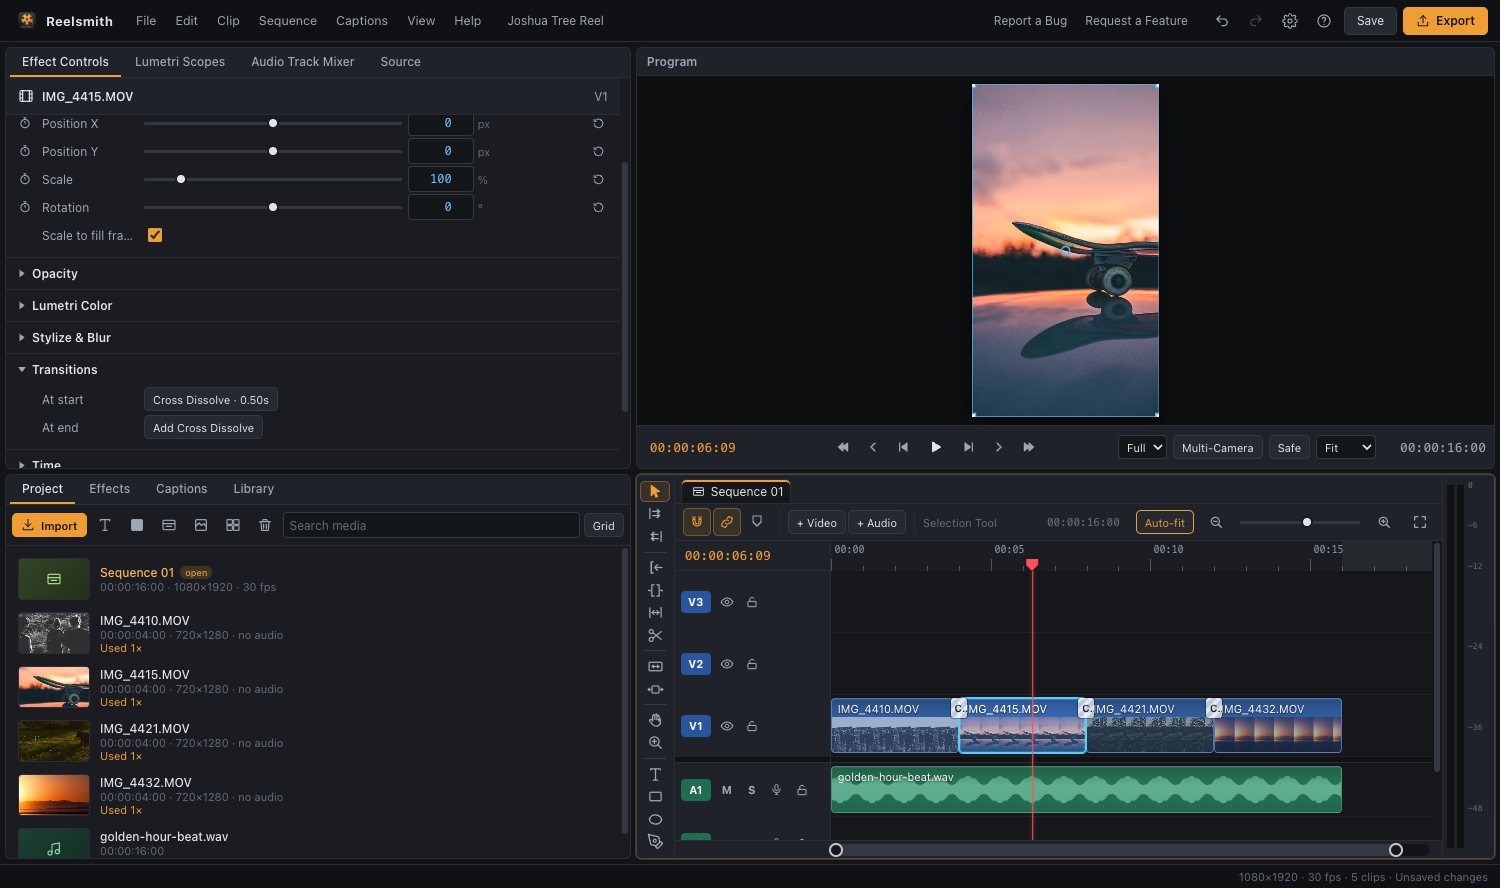 Reelsmith File Edit Clip Sequence Captions View Help Joshua Tree Reel Report a Bug Request a Feature Save Export
Effect Controls Lumetri Scopes Audio Track Mixer Source
IMG_4415.MOV V1
Position X 0 px
Position Y 0 px
Scale 100 %
Rotation 0 °
Scale to fill fra...
Opacity
Lumetri Color
Stylize & Blur
Transitions
At start Cross Dissolve · 0.50s
At end Add Cross Dissolve
Time
Program
00:00:06:09 Full Multi-Camera Safe Fit 00:00:16:00
Project Effects Captions Library
Import Search media Grid
Sequence 01 open
00:00:16:00 · 1080×1920 · 30 fps
IMG_4410.MOV
00:00:04:00 · 720×1280 · no audio
Used 1×
IMG_4415.MOV
00:00:04:00 · 720×1280 · no audio
Used 1×
IMG_4421.MOV
00:00:04:00 · 720×1280 · no audio
Used 1×
IMG_4432.MOV
00:00:04:00 · 720×1280 · no audio
Used 1×
golden-hour-beat.wav
00:00:16:00
Sequence 01
+ Video + Audio Selection Tool 00:00:16:00 Auto-fit
00:00:06:09 00:00 00:05 00:10 00:15
V3
V2
V1 IMG_4410.MOV C. MG_4415.MOV C. IMG_4421.MOV C. IMG_4432.MOV
A1 M S golden-hour-beat.wav
0
-6
-12
-24
-36
-48
1080×1920 · 30 fps · 5 clips · Unsaved changes